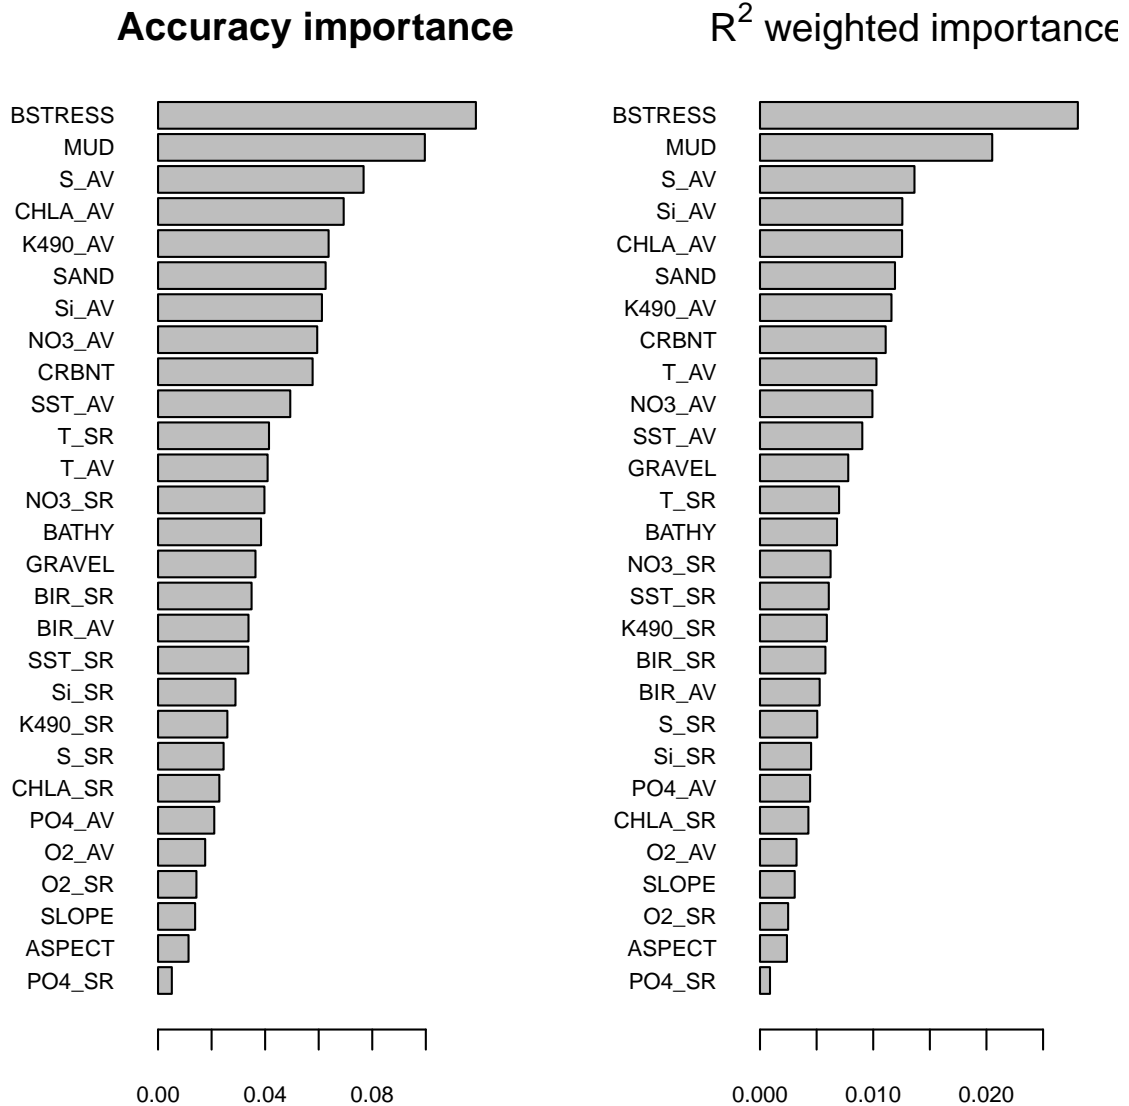 Accuracy importance
BSTRESS
MUD
S_AV
CHLA_AV
K490_AV
SAND
Si_AV
NO3_AV
CRBNT
SST_AV
T_SR
T_AV
NO3_SR
BATHY
GRAVEL
BIR_SR
BIR_AV
SST_SR
Si_SR
K490_SR
S_SR
CHLA_SR
PO4_AV
O2_AV
O2_SR
SLOPE
ASPECT
PO4_SR
0.00 0.04 0.08
R² weighted importance
BSTRESS
MUD
S_AV
Si_AV
CHLA_AV
SAND
K490_AV
CRBNT
T_AV
NO3_AV
SST_AV
GRAVEL
T_SR
BATHY
NO3_SR
SST_SR
K490_SR
BIR_SR
BIR_AV
S_SR
Si_SR
PO4_AV
CHLA_SR
O2_AV
SLOPE
O2_SR
ASPECT
PO4_SR
0.000 0.010 0.020